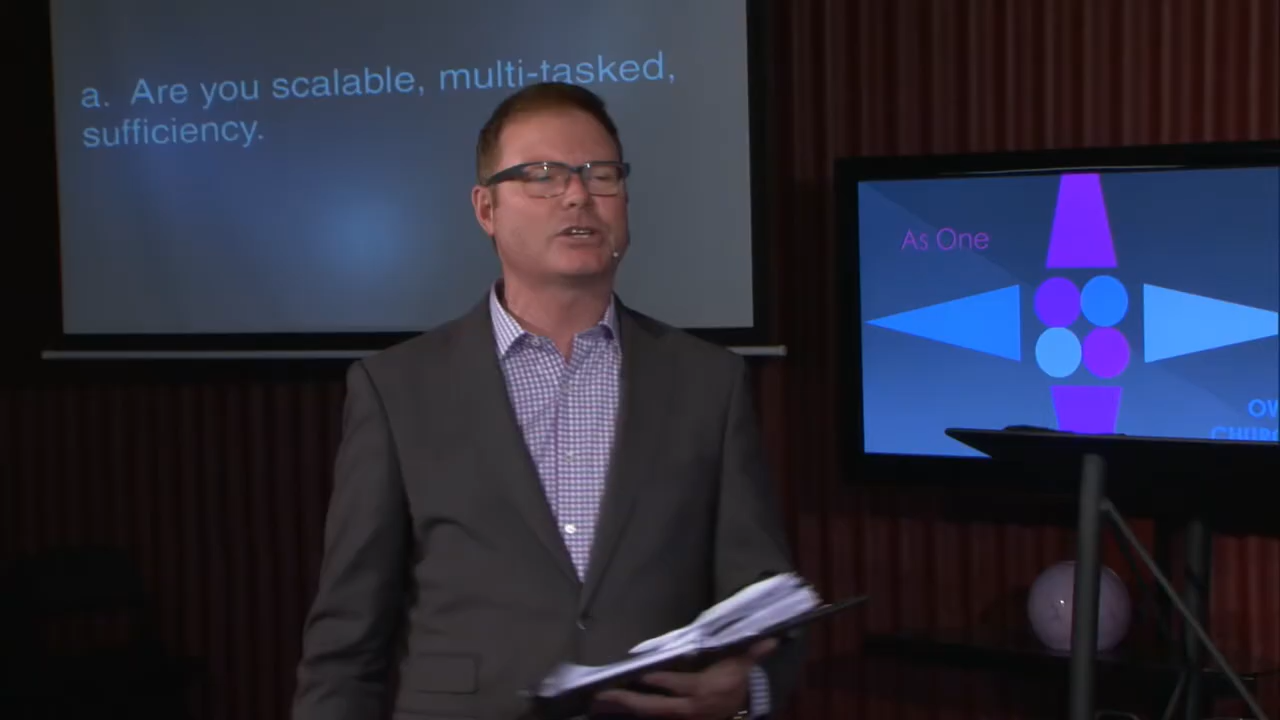 a. Are you scalable, multi-tasked,
sufficiency.
As One